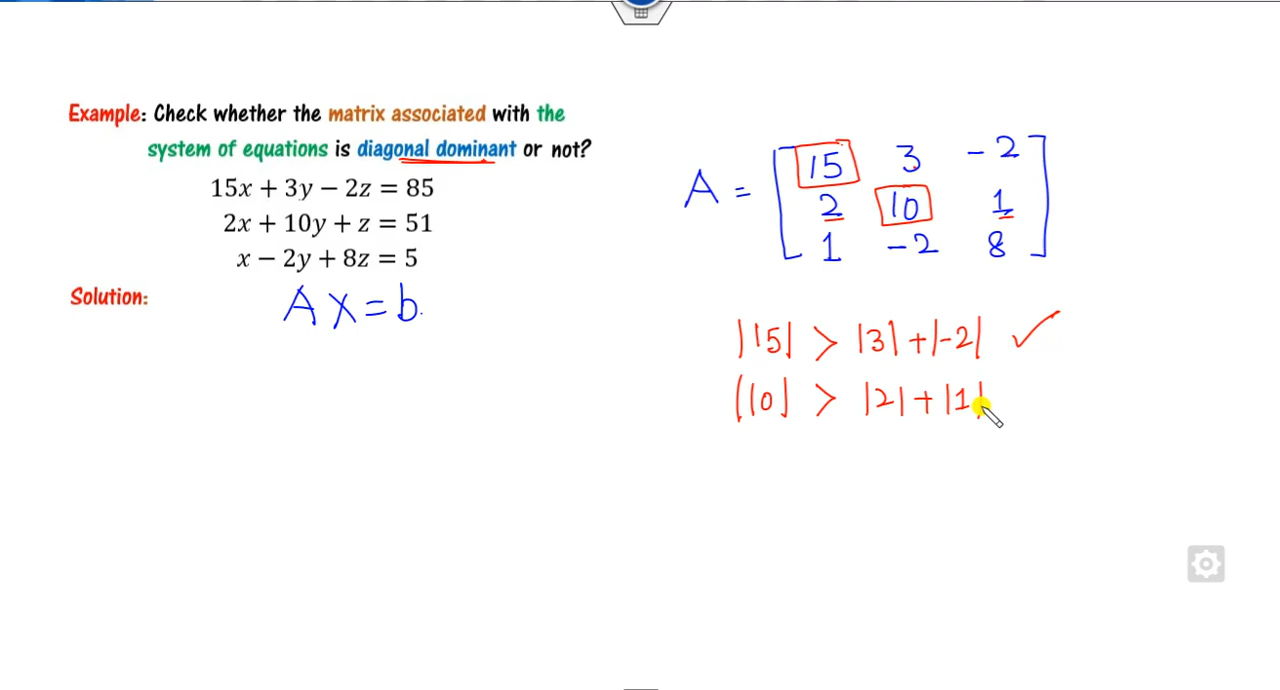 Example: Check whether the matrix associated with the
system of equations is diagonal dominant or not?
15x + 3y − 2z = 85
2x + 10y + z = 51
x − 2y + 8z = 5
Solution:
AX = b.
A = [15 3 -2
2 10 1
1 -2 8]
|15| > |3| + |-2| ✓
|10| > |2| + |1|